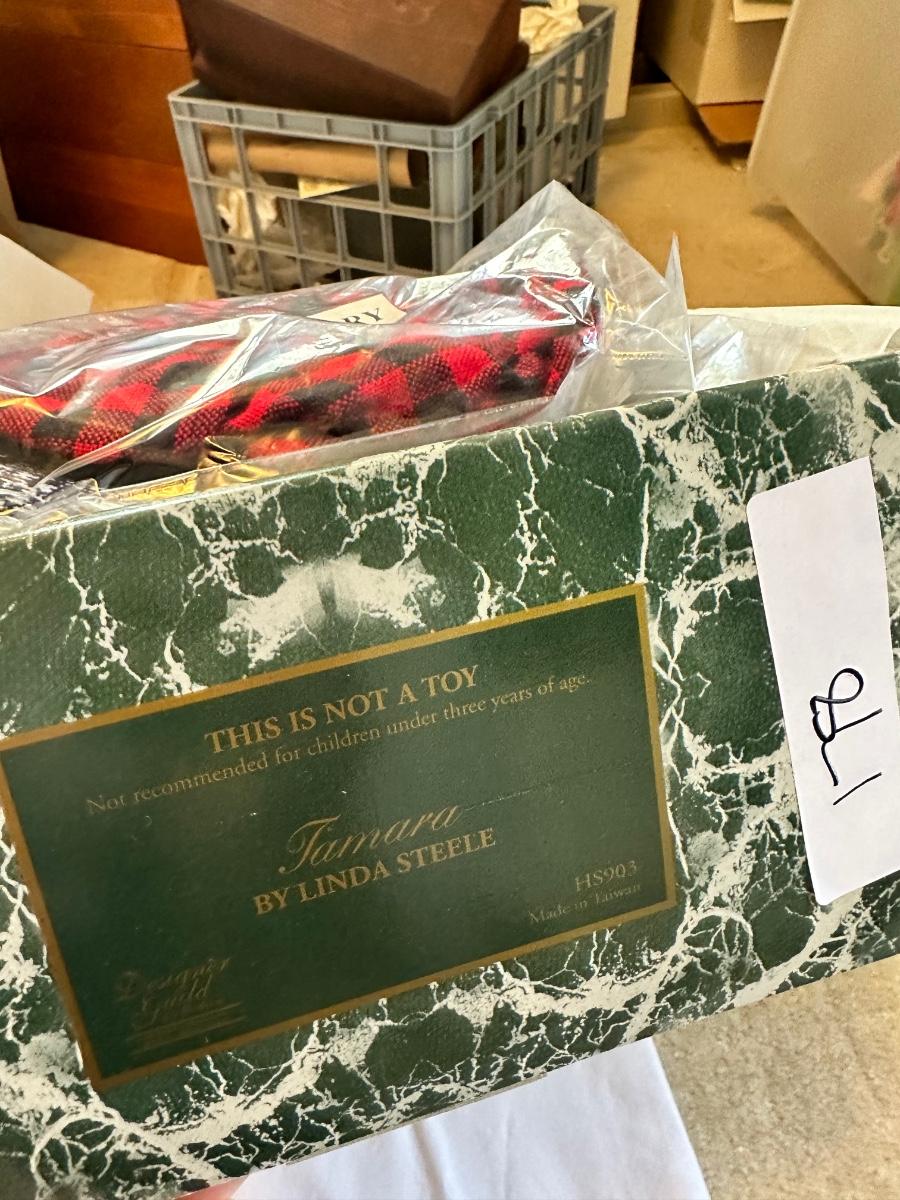 RY
THIS IS NOT A TOY
Not recommended for children under three years of age.
Tamara
BY LINDA STEELE
HS903
Made in Taiwan
Designer
Guild